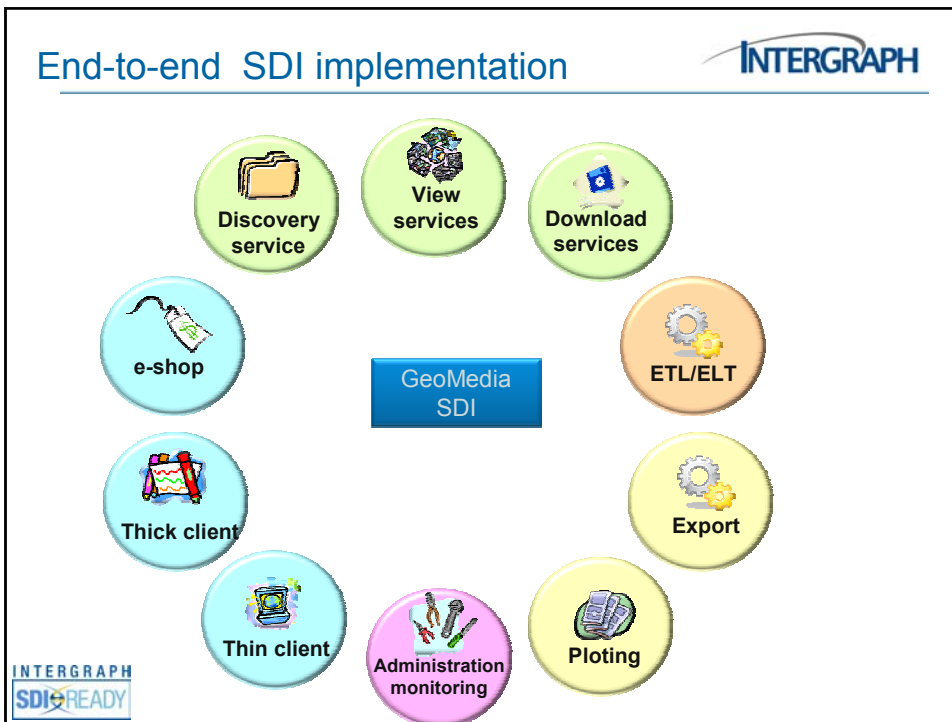 End-to-end SDI implementation
INTERGRAPH
Discovery
service
View
services
Download
services
e-shop
ETL/ELT
GeoMedia
SDI
Thick client
Export
Thin client
Administration
monitoring
Ploting
INTERGRAPH
SDI READY